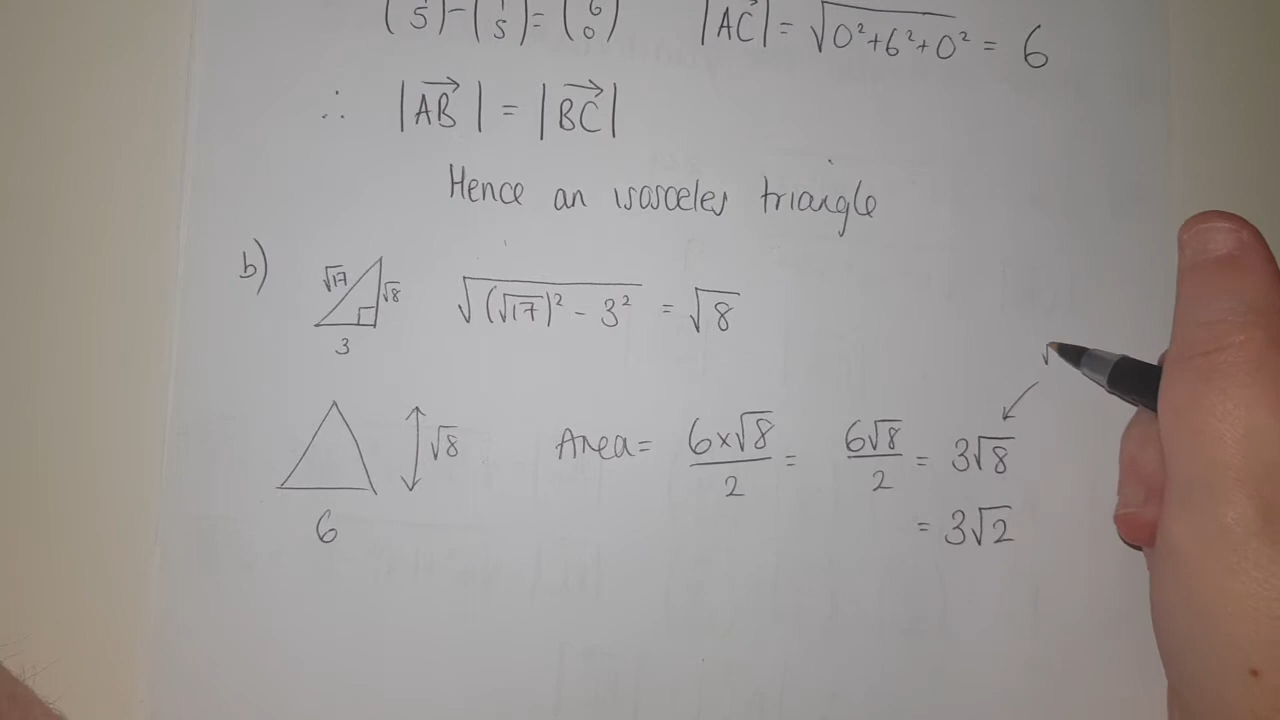 (5) - (1 5) = (6 0) |AC| = √0²+6²+0² = 6
∴ |AB→| = |BC→|
Hence an isosceles triangle
b) √17 √8 3 √(√17)² - 3² = √8
√8 6 Area = 6×√8/2 = 6√8/2 = 3√8
= 3√2